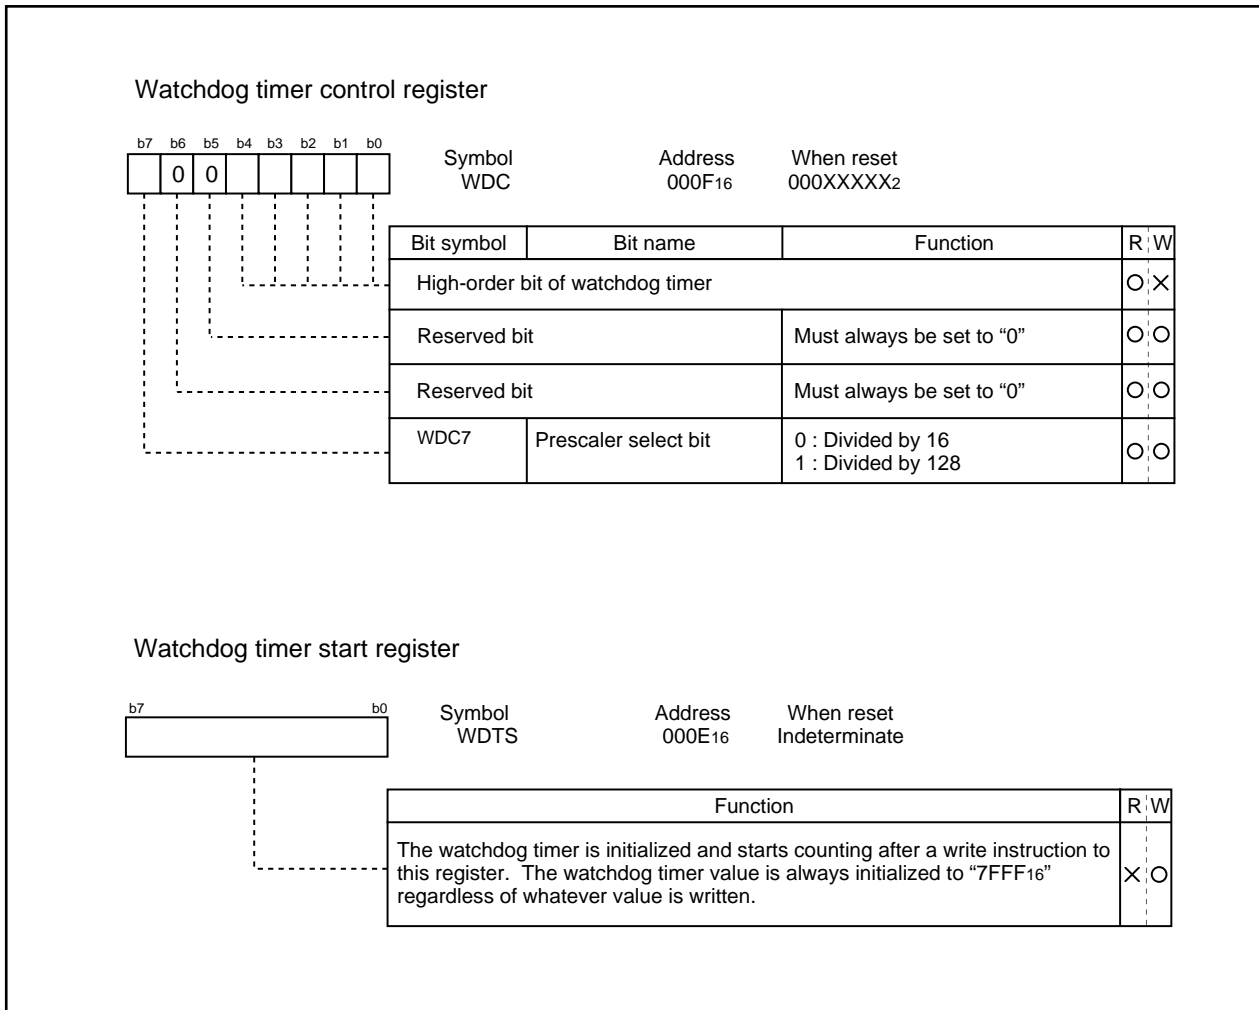 Watchdog timer control register
b7 b6 b5 b4 b3 b2 b1 b0
0 0
Symbol Address When reset
WDC 000F16 000XXXXX2
Bit symbol Bit name Function R W
High-order bit of watchdog timer
Reserved bit Must always be set to “0”
Reserved bit Must always be set to “0”
WDC7 Prescaler select bit 0 : Divided by 16
1 : Divided by 128
Watchdog timer start register
b7 b0
Symbol Address When reset
WDTS 000E16 Indeterminate
Function R W
The watchdog timer is initialized and starts counting after a write instruction to
this register. The watchdog timer value is always initialized to “7FFF16”
regardless of whatever value is written.